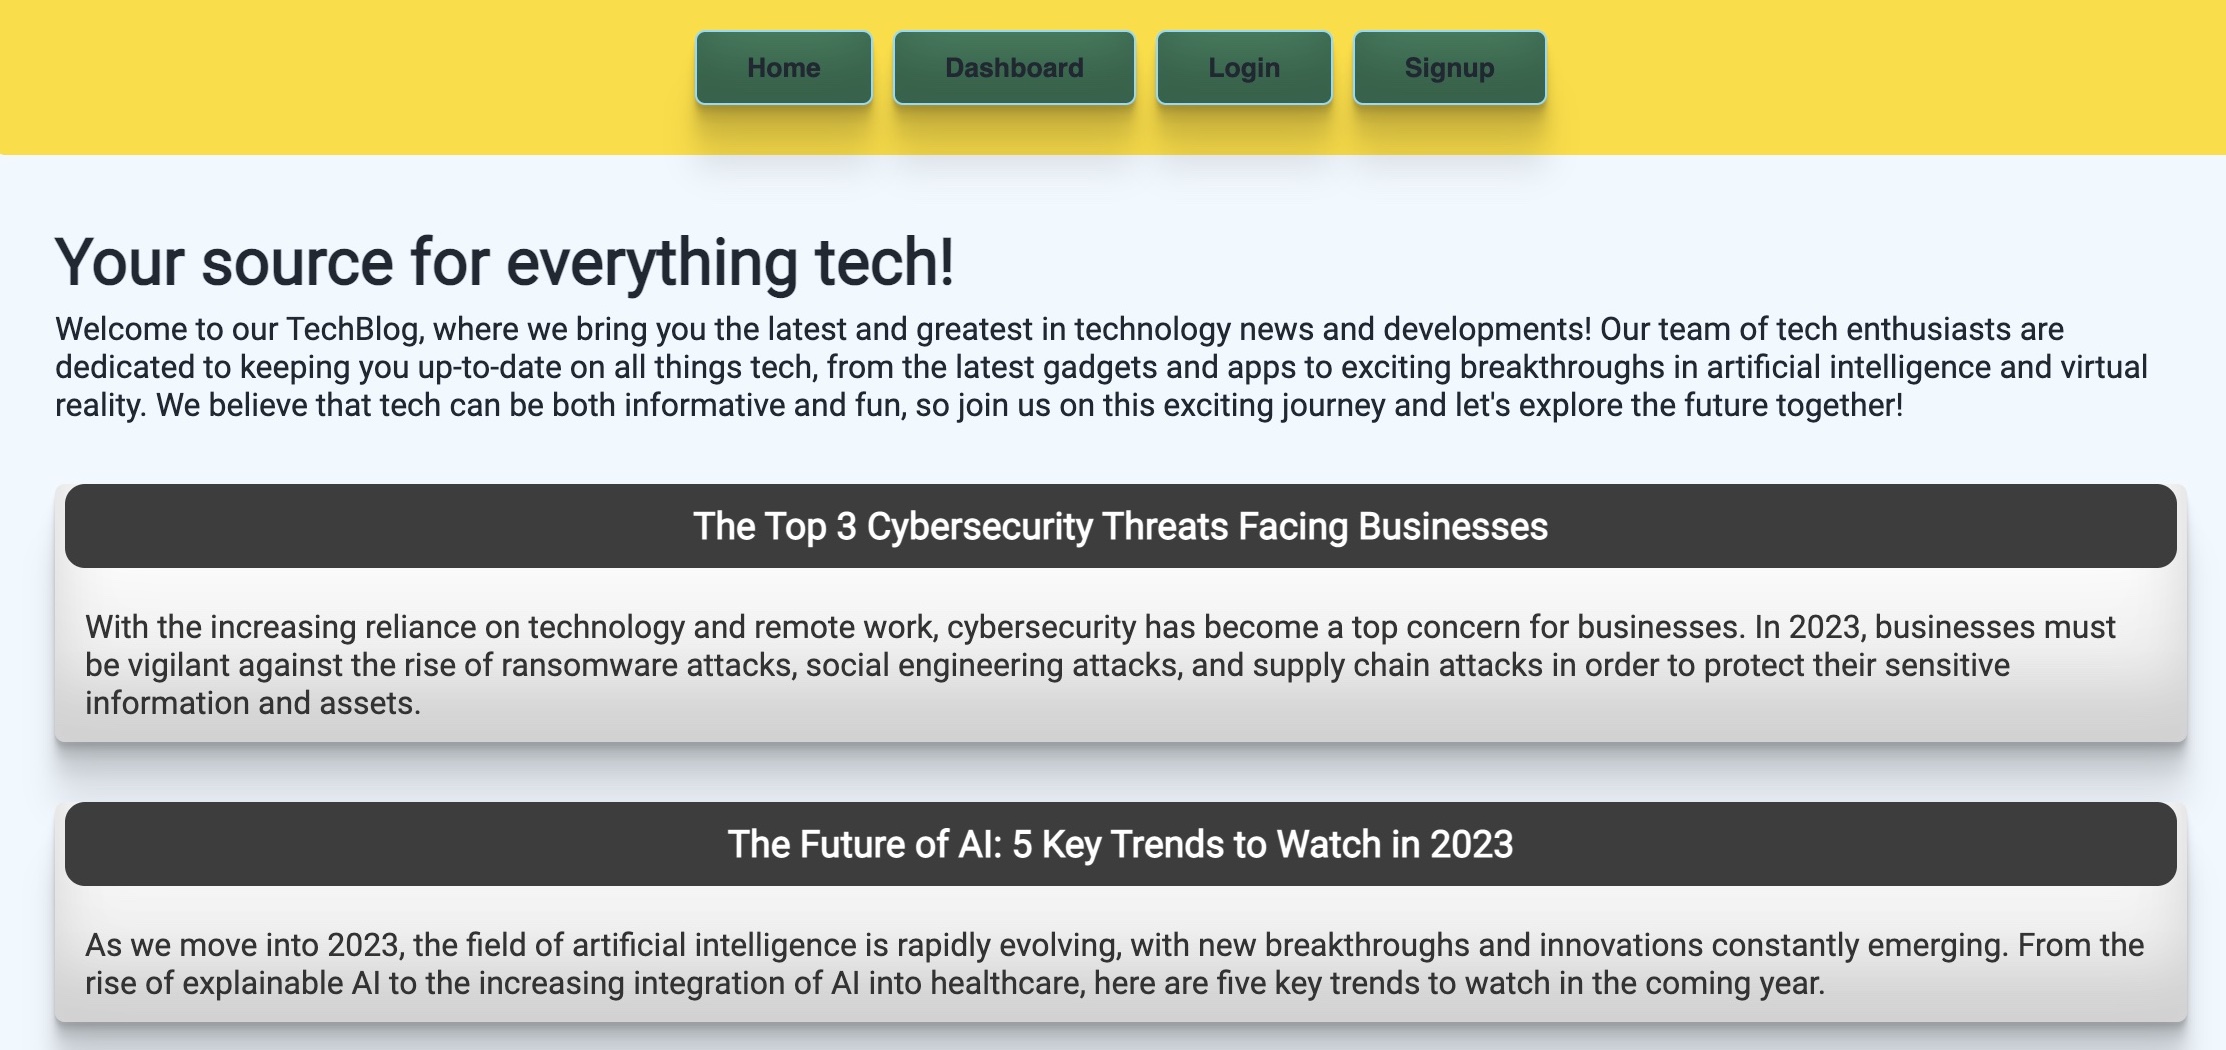 Home Dashboard Login Signup
Your source for everything tech!
Welcome to our TechBlog, where we bring you the latest and greatest in technology news and developments! Our team of tech enthusiasts are
dedicated to keeping you up-to-date on all things tech, from the latest gadgets and apps to exciting breakthroughs in artificial intelligence and virtual
reality. We believe that tech can be both informative and fun, so join us on this exciting journey and let's explore the future together!
The Top 3 Cybersecurity Threats Facing Businesses
With the increasing reliance on technology and remote work, cybersecurity has become a top concern for businesses. In 2023, businesses must
be vigilant against the rise of ransomware attacks, social engineering attacks, and supply chain attacks in order to protect their sensitive
information and assets.
The Future of AI: 5 Key Trends to Watch in 2023
As we move into 2023, the field of artificial intelligence is rapidly evolving, with new breakthroughs and innovations constantly emerging. From the
rise of explainable AI to the increasing integration of AI into healthcare, here are five key trends to watch in the coming year.